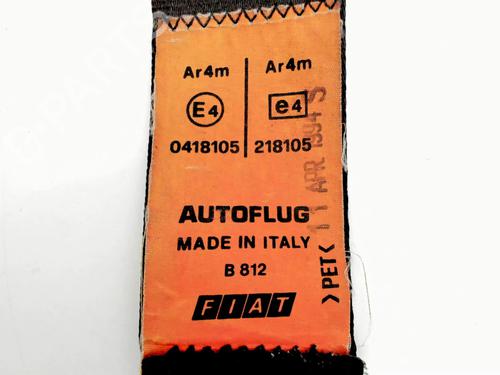 Ar4m
E4
0418105
Ar4m
e4
218105
AUTOFLUG
MADE IN ITALY
B 812
FIAT
>PET<
11 APR 1994 S